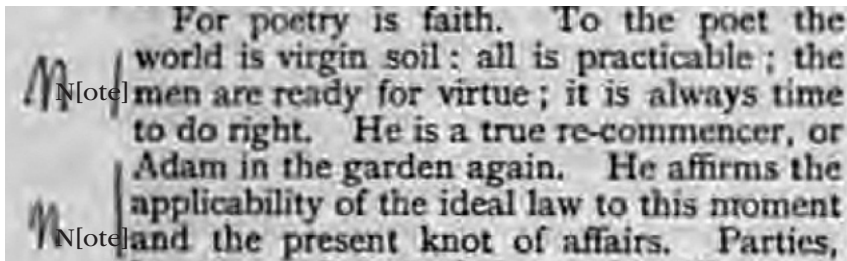 For poetry is faith. To the poet the
world is virgin soil : all is practicable ; the
N N[ote] men are ready for virtue ; it is always time
to do right. He is a true re-commencer, or
Adam in the garden again. He affirms the
applicability of the ideal law to this moment
N N[ote] and the present knot of affairs. Parties,